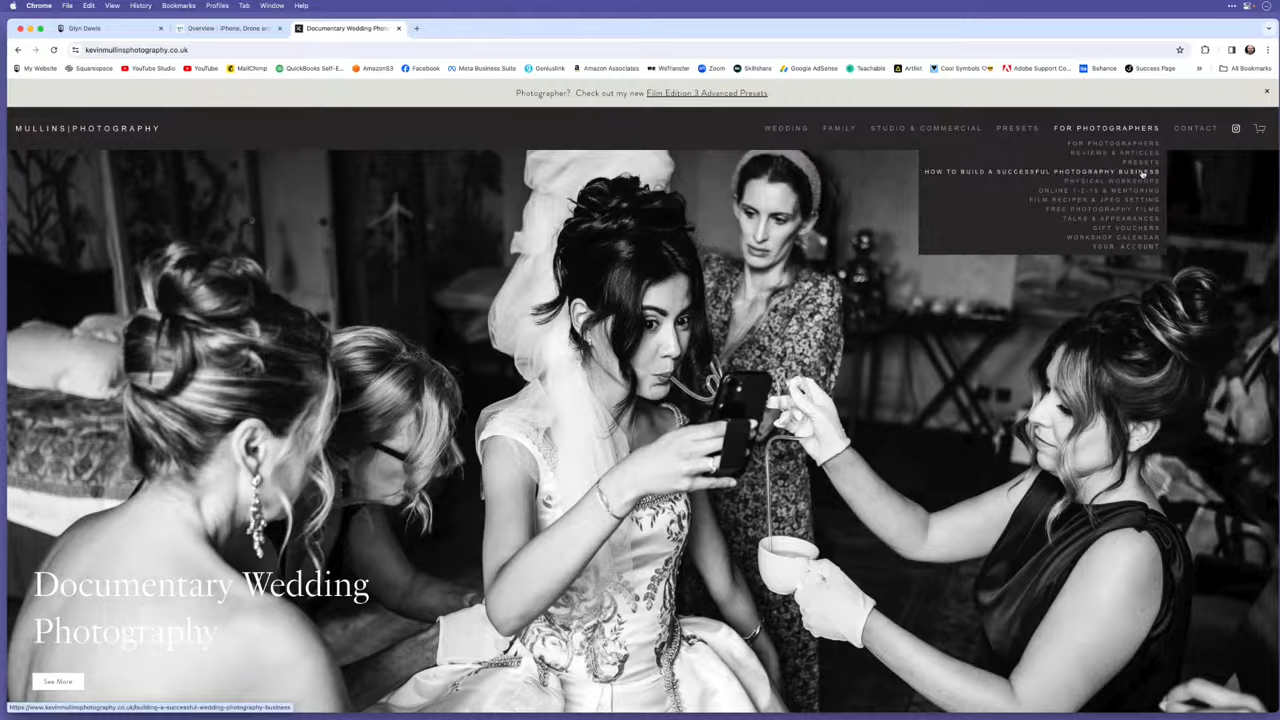 Chrome File Edit View History Bookmarks Profiles Tab Window Help
Glyn Dewis
Overview : iPhone, Drone and
Documentary Wedding Phot
kevinmullinsphotography.co.uk
My Website Squarespace YouTube Studio YouTube MailChimp QuickBooks Self-E... AmazonS3 Facebook Meta Business Suite Geniuslink Amazon Associates WeTransfer Zoom Skillshare Google AdSense Teachable Artlist Cool Symbols Adobe Support Co... Behance Success Page » All Bookmarks
Photographer? Check out my new Film Edition 3 Advanced Presets.
MULLINS|PHOTOGRAPHY
WEDDING FAMILY STUDIO & COMMERCIAL PRESETS FOR PHOTOGRAPHERS CONTACT
FOR PHOTOGRAPHERS
REVIEWS & ARTICLES
PRESETS
HOW TO BUILD A SUCCESSFUL PHOTOGRAPHY BUSINESS
PHYSICAL WORKSHOPS
ONLINE 1-2-1S & MENTORING
FILM RECIPES & JPEG SETTING
FREE PHOTOGRAPHY FILMS
TALKS & APPEARANCES
GIFT VOUCHERS
WORKSHOP CALENDAR
YOUR ACCOUNT
Documentary Wedding
Photography
See More
https://www.kevinmullinsphotography.co.uk/building-a-successful-wedding-photography-business